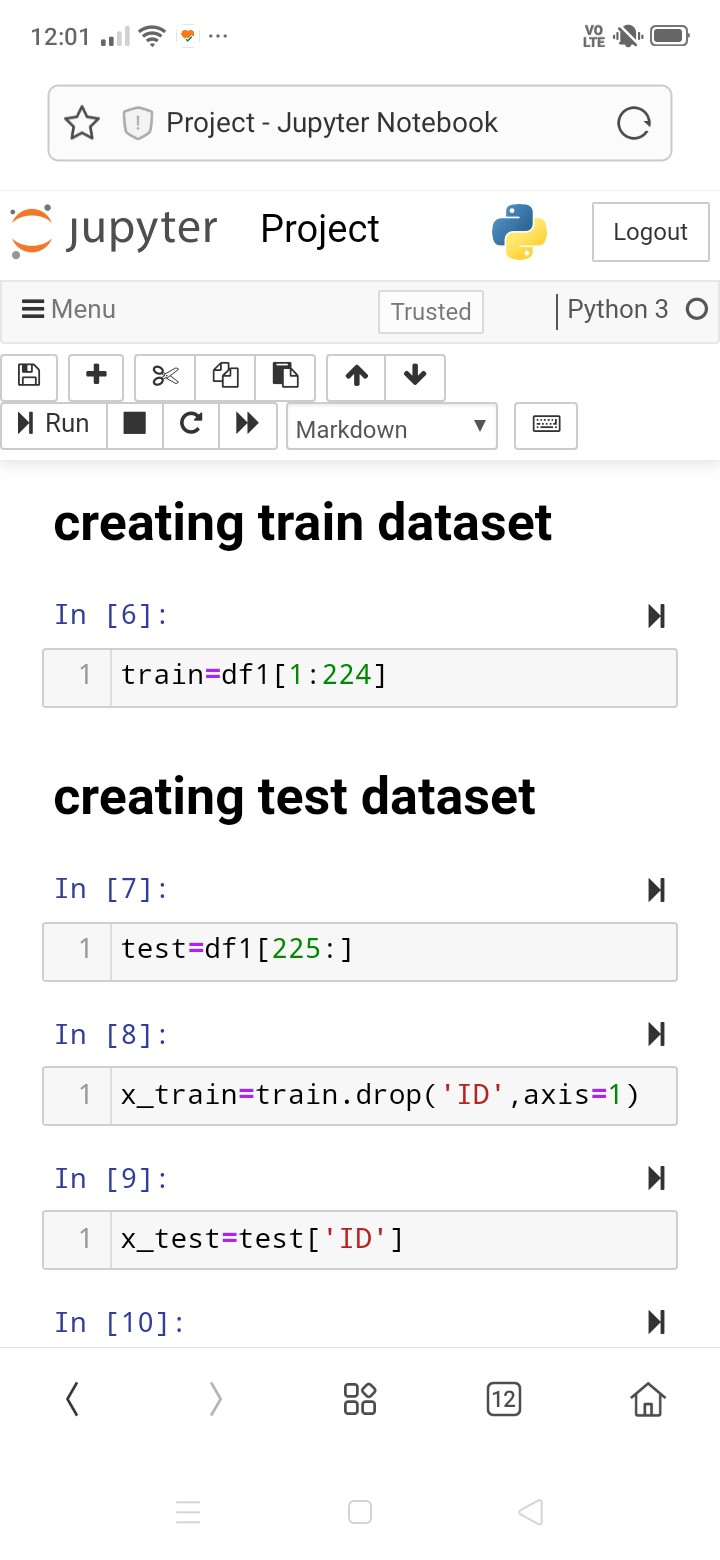 12:01 ... VO LTE
Project - Jupyter Notebook
jupyter Project Logout
Menu Trusted Python 3
Run Markdown
creating train dataset
In [6]:
1 train=df1[1:224]
creating test dataset
In [7]:
1 test=df1[225:]
In [8]:
1 x_train=train.drop('ID',axis=1)
In [9]:
1 x_test=test['ID']
In [10]:
12